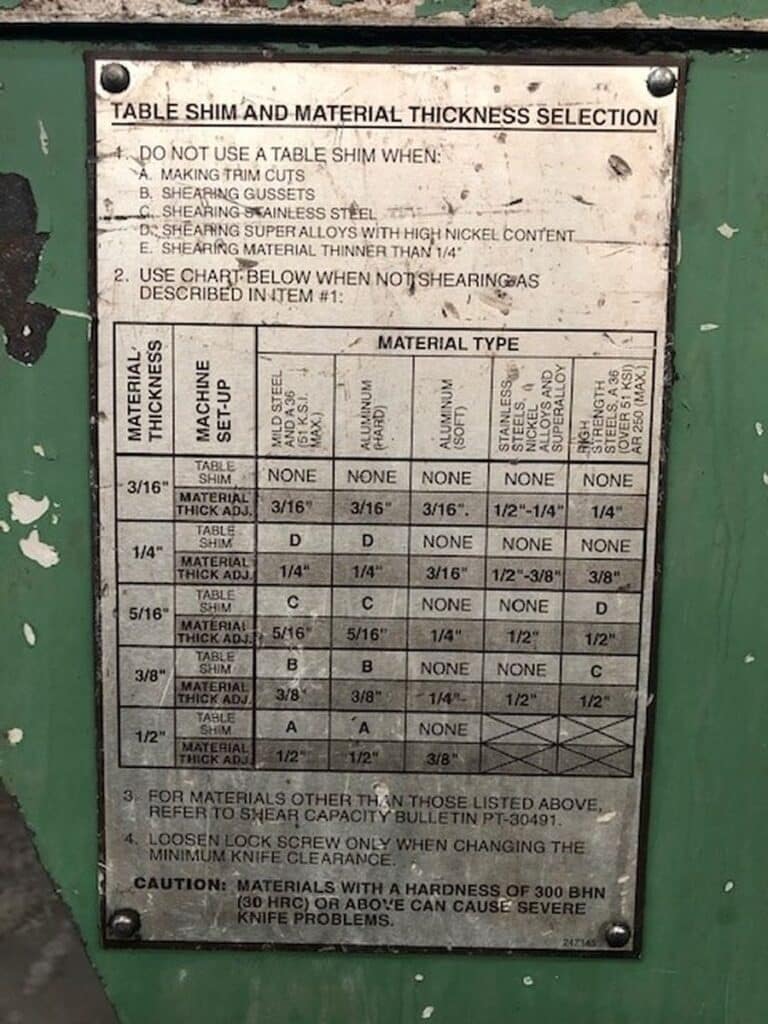 TABLE SHIM AND MATERIAL THICKNESS SELECTION
1. DO NOT USE A TABLE SHIM WHEN:
A. MAKING TRIM CUTS
B. SHEARING GUSSETS
C. SHEARING STAINLESS STEEL
D. SHEARING SUPER ALLOYS WITH HIGH NICKEL CONTENT
E. SHEARING MATERIAL THINNER THAN 1/4"
2. USE CHART BELOW WHEN NOT SHEARING AS
DESCRIBED IN ITEM #1:
MATERIAL THICKNESS
MACHINE SET-UP
MATERIAL TYPE
MILD STEEL AND A 36 (51 K.S.I. MAX.)
ALUMINUM (HARD)
ALUMINUM (SOFT)
STAINLESS STEELS, NICKEL ALLOYS AND SUPERALLOY
HIGH STRENGTH STEELS, A 36 (OVER 51 KSI) AR 250 (MAX.)
3/16" TABLE SHIM NONE NONE NONE NONE NONE
MATERIAL THICK ADJ. 3/16" 3/16" 3/16". 1/2"-1/4" 1/4"
1/4" TABLE SHIM D D NONE NONE NONE
MATERIAL THICK ADJ. 1/4" 1/4" 3/16" 1/2"-3/8" 3/8"
5/16" TABLE SHIM C C NONE NONE D
MATERIAL THICK ADJ. 5/16" 5/16" 1/4" 1/2" 1/2"
3/8" TABLE SHIM B B NONE NONE C
MATERIAL THICK ADJ. 3/8" 3/8" 1/4" 1/2" 1/2"
1/2" TABLE SHIM A A NONE
MATERIAL THICK ADJ. 1/2" 1/2" 3/8"
3. FOR MATERIALS OTHER THAN THOSE LISTED ABOVE,
REFER TO SHEAR CAPACITY BULLETIN PT-30491.
4. LOOSEN LOCK SCREW ONLY WHEN CHANGING THE
MINIMUM KNIFE CLEARANCE.
CAUTION: MATERIALS WITH A HARDNESS OF 300 BHN
(30 HRC) OR ABOVE CAN CAUSE SEVERE
KNIFE PROBLEMS.